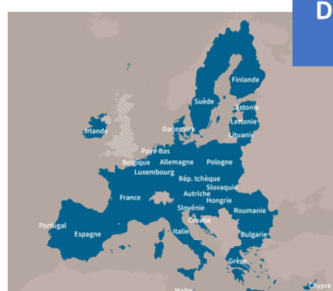 D
Finlande
Suède
Estonie
Lettonie
Lituanie
Irlande
Danemark
Pays-Bas
Belgique
Allemagne
Pologne
Luxembourg
Rép. tchèque
Slovaquie
Autriche
Hongrie
France
Slovénie
Croatie
Roumanie
Portugal
Espagne
Italie
Bulgarie
Grèce
Chypre
Malte